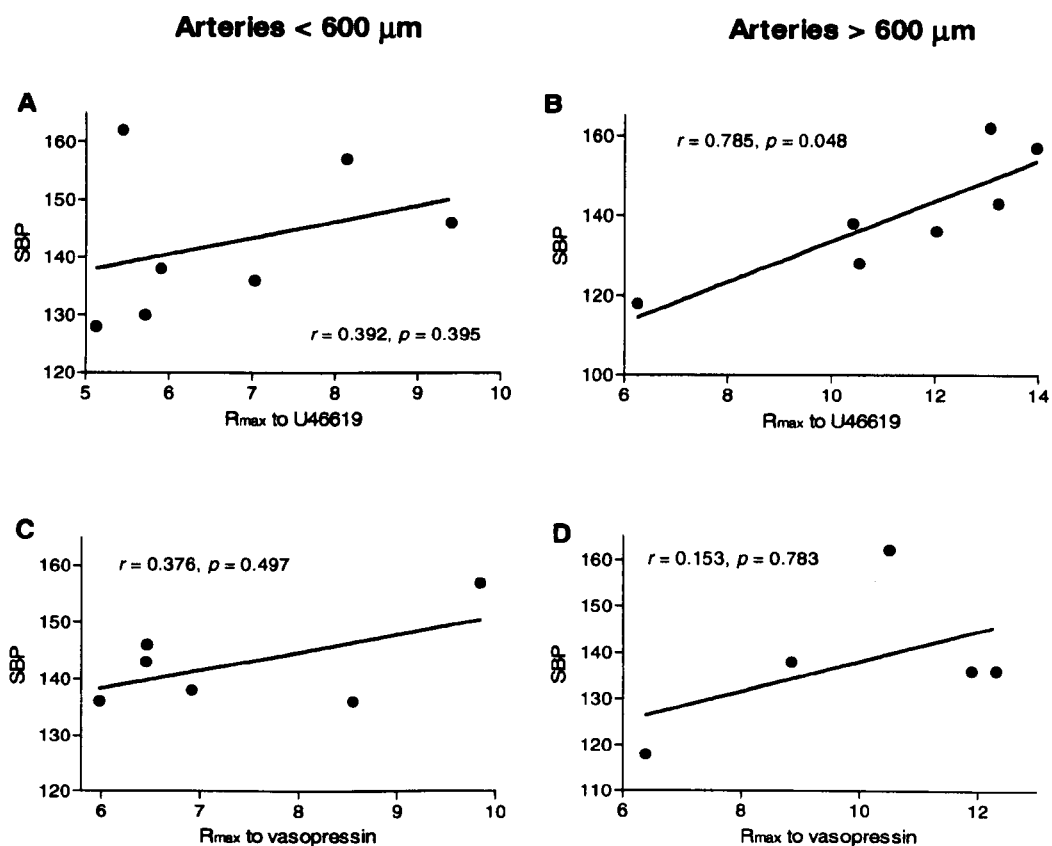 Arteries < 600 μm
Arteries > 600 μm
A
SBP
160
150
140
130
120
r = 0.392, p = 0.395
5 6 7 8 9 10
Rmax to U46619
B
SBP
160
140
120
100
r = 0.785, p = 0.048
6 8 10 12 14
Rmax to U46619
C
SBP
160
150
140
130
120
r = 0.376, p = 0.497
6 7 8 9 10
Rmax to vasopressin
D
SBP
160
150
140
130
120
110
r = 0.153, p = 0.783
6 8 10 12
Rmax to vasopressin